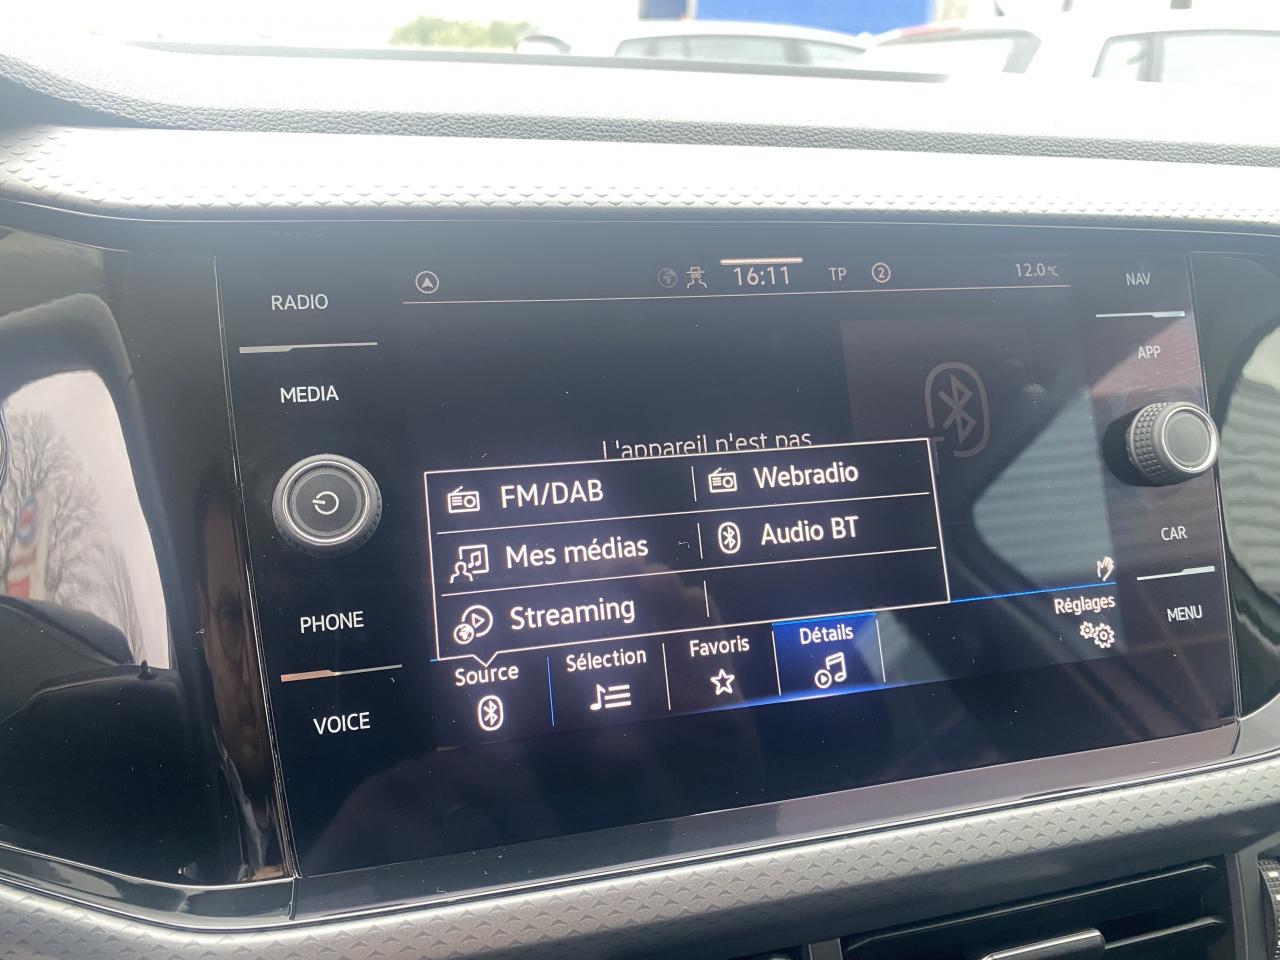 RADIO
MEDIA
PHONE
VOICE
16:11
TP
2
12.0°C
L'appareil n'est pas
FM/DAB
Webradio
Mes médias
Audio BT
Streaming
Source
Sélection
Favoris
Détails
Réglages
NAV
APP
CAR
MENU